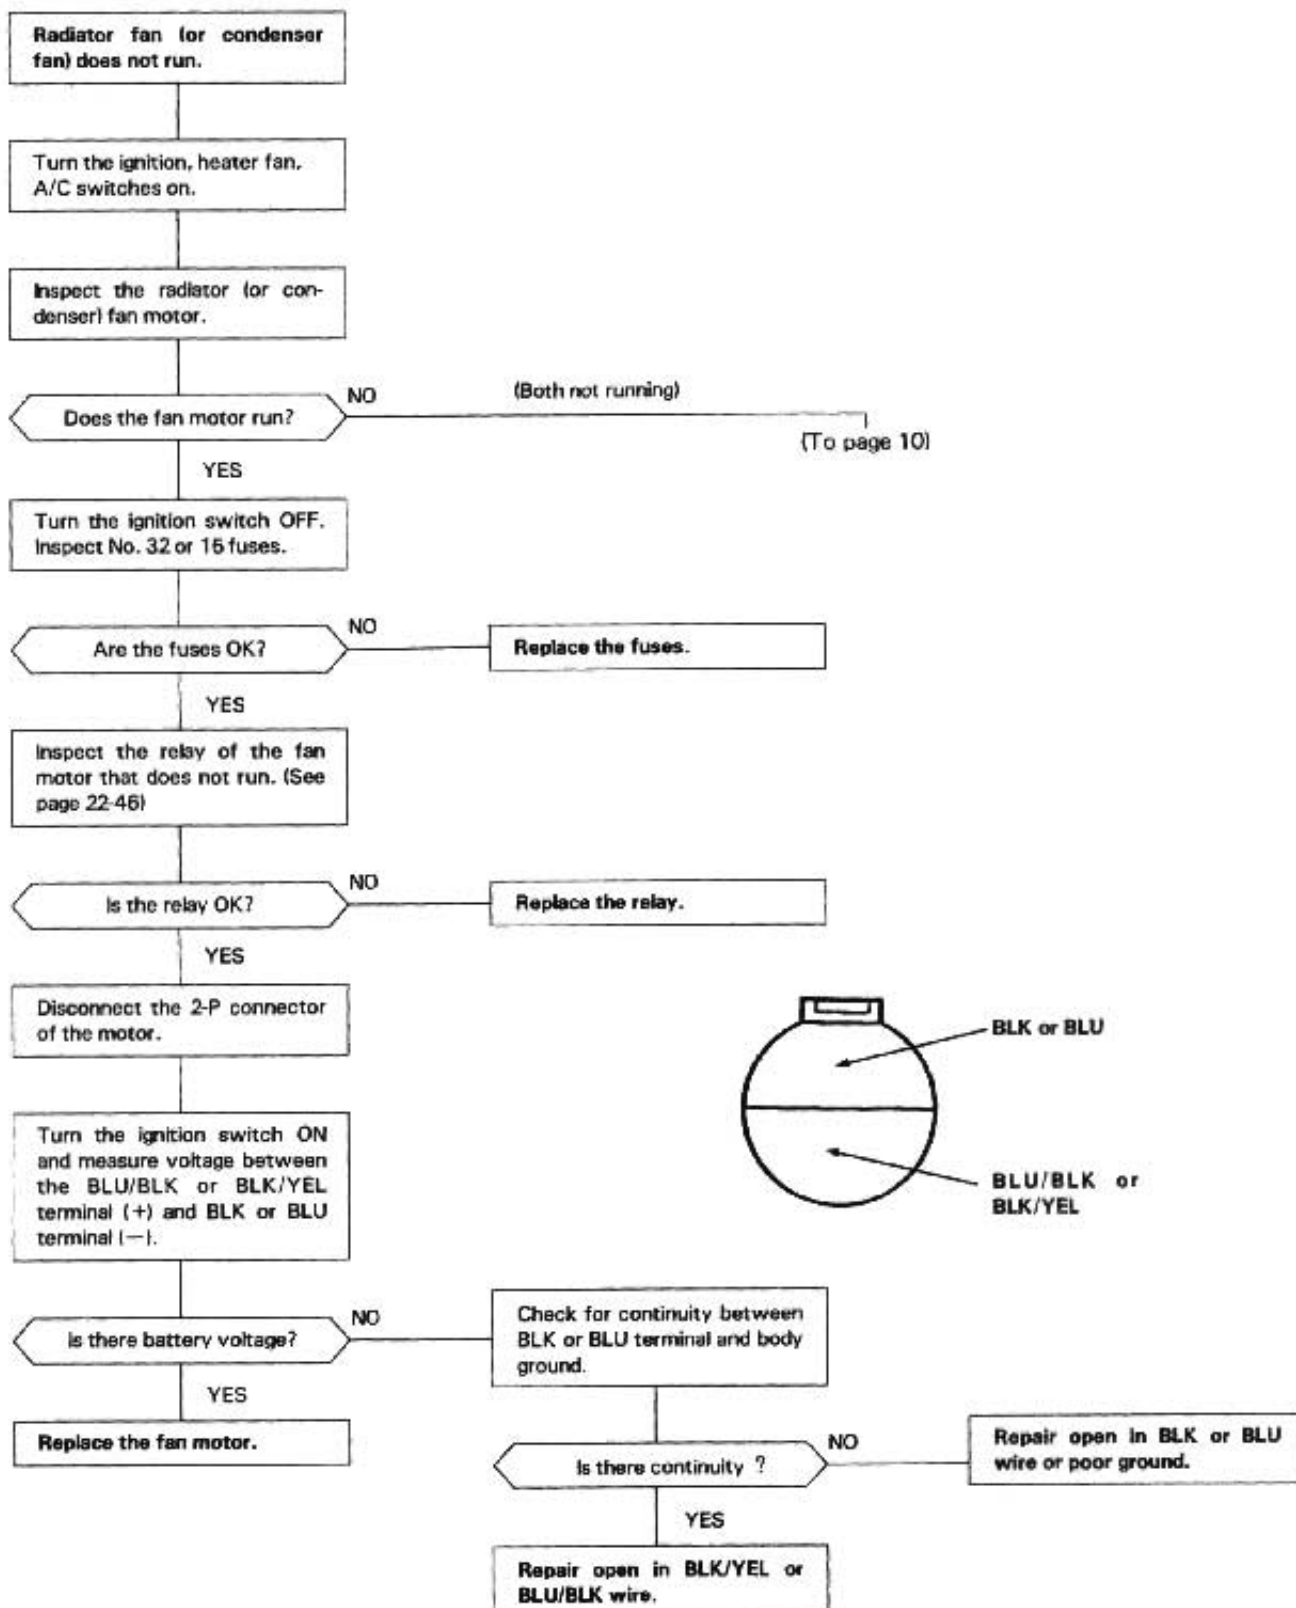 Radiator fan (or condenser
fan) does not run.
Turn the ignition, heater fan,
A/C switches on.
Inspect the radiator (or con-
denser) fan motor.
Does the fan motor run?
NO
(Both not running)
(To page 10)
YES
Turn the ignition switch OFF.
Inspect No. 32 or 15 fuses.
Are the fuses OK?
NO
Replace the fuses.
YES
Inspect the relay of the fan
motor that does not run. (See
page 22-46)
Is the relay OK?
NO
Replace the relay.
YES
Disconnect the 2-P connector
of the motor.
BLK or BLU
BLU/BLK or
BLK/YEL
Turn the ignition switch ON
and measure voltage between
the BLU/BLK or BLK/YEL
terminal (+) and BLK or BLU
terminal (—).
Is there battery voltage?
NO
Check for continuity between
BLK or BLU terminal and body
ground.
YES
Replace the fan motor.
Is there continuity ?
NO
Repair open in BLK or BLU
wire or poor ground.
YES
Repair open in BLK/YEL or
BLU/BLK wire.